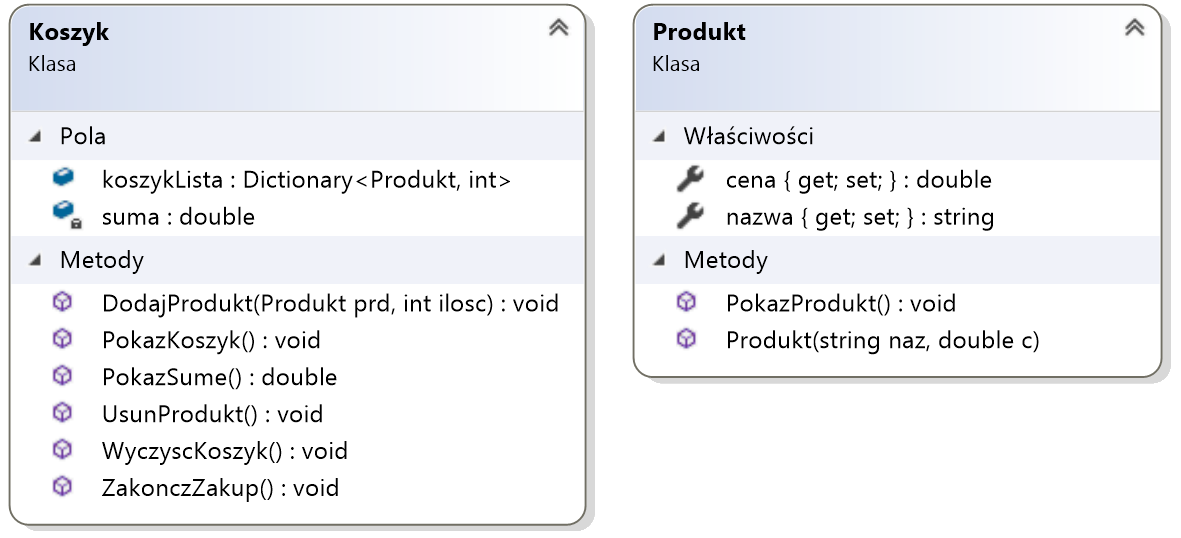 Koszyk
Klasa
Pola
koszykLista : Dictionary<Produkt, int>
suma : double
Metody
DodajProdukt(Produkt prd, int ilosc) : void
PokazKoszyk() : void
PokazSume() : double
UsunProdukt() : void
WyczyscKoszyk() : void
ZakonczZakup() : void
Produkt
Klasa
Właściwości
cena { get; set; } : double
nazwa { get; set; } : string
Metody
PokazProdukt() : void
Produkt(string naz, double c)